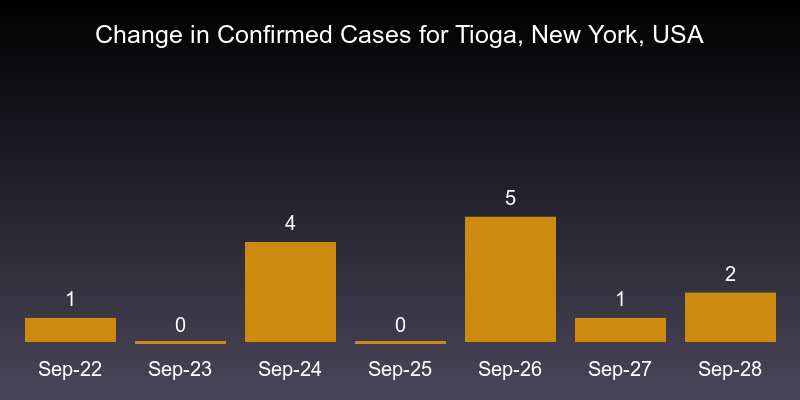 Change in Confirmed Cases for Tioga, New York, USA
1
0
4
0
5
1
2
Sep-22
Sep-23
Sep-24
Sep-25
Sep-26
Sep-27
Sep-28